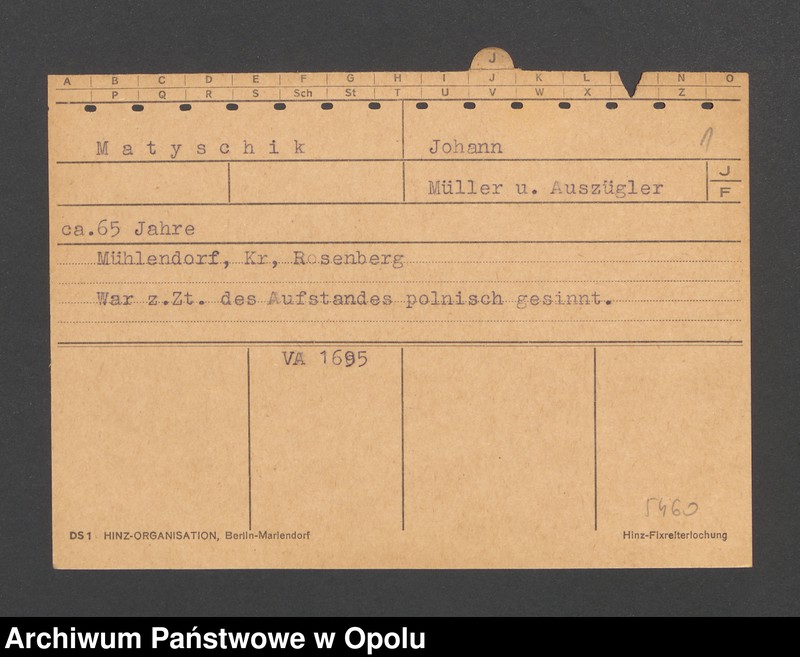 J
A B C D E F G H I J K L N O
P Q R S Sch St T U V W X Z
Matyschik Johann 1
Müller u. Auszügler J
F
ca.65 Jahre
Mühlendorf, Kr, Rosenberg
War z.Zt. des Aufstandes polnisch gesinnt.
VA 1695
5460
DS1 HINZ-ORGANISATION, Berlin-Mariendorf Hinz-Fixreiterlochung
Archiwum Państwowe w Opolu